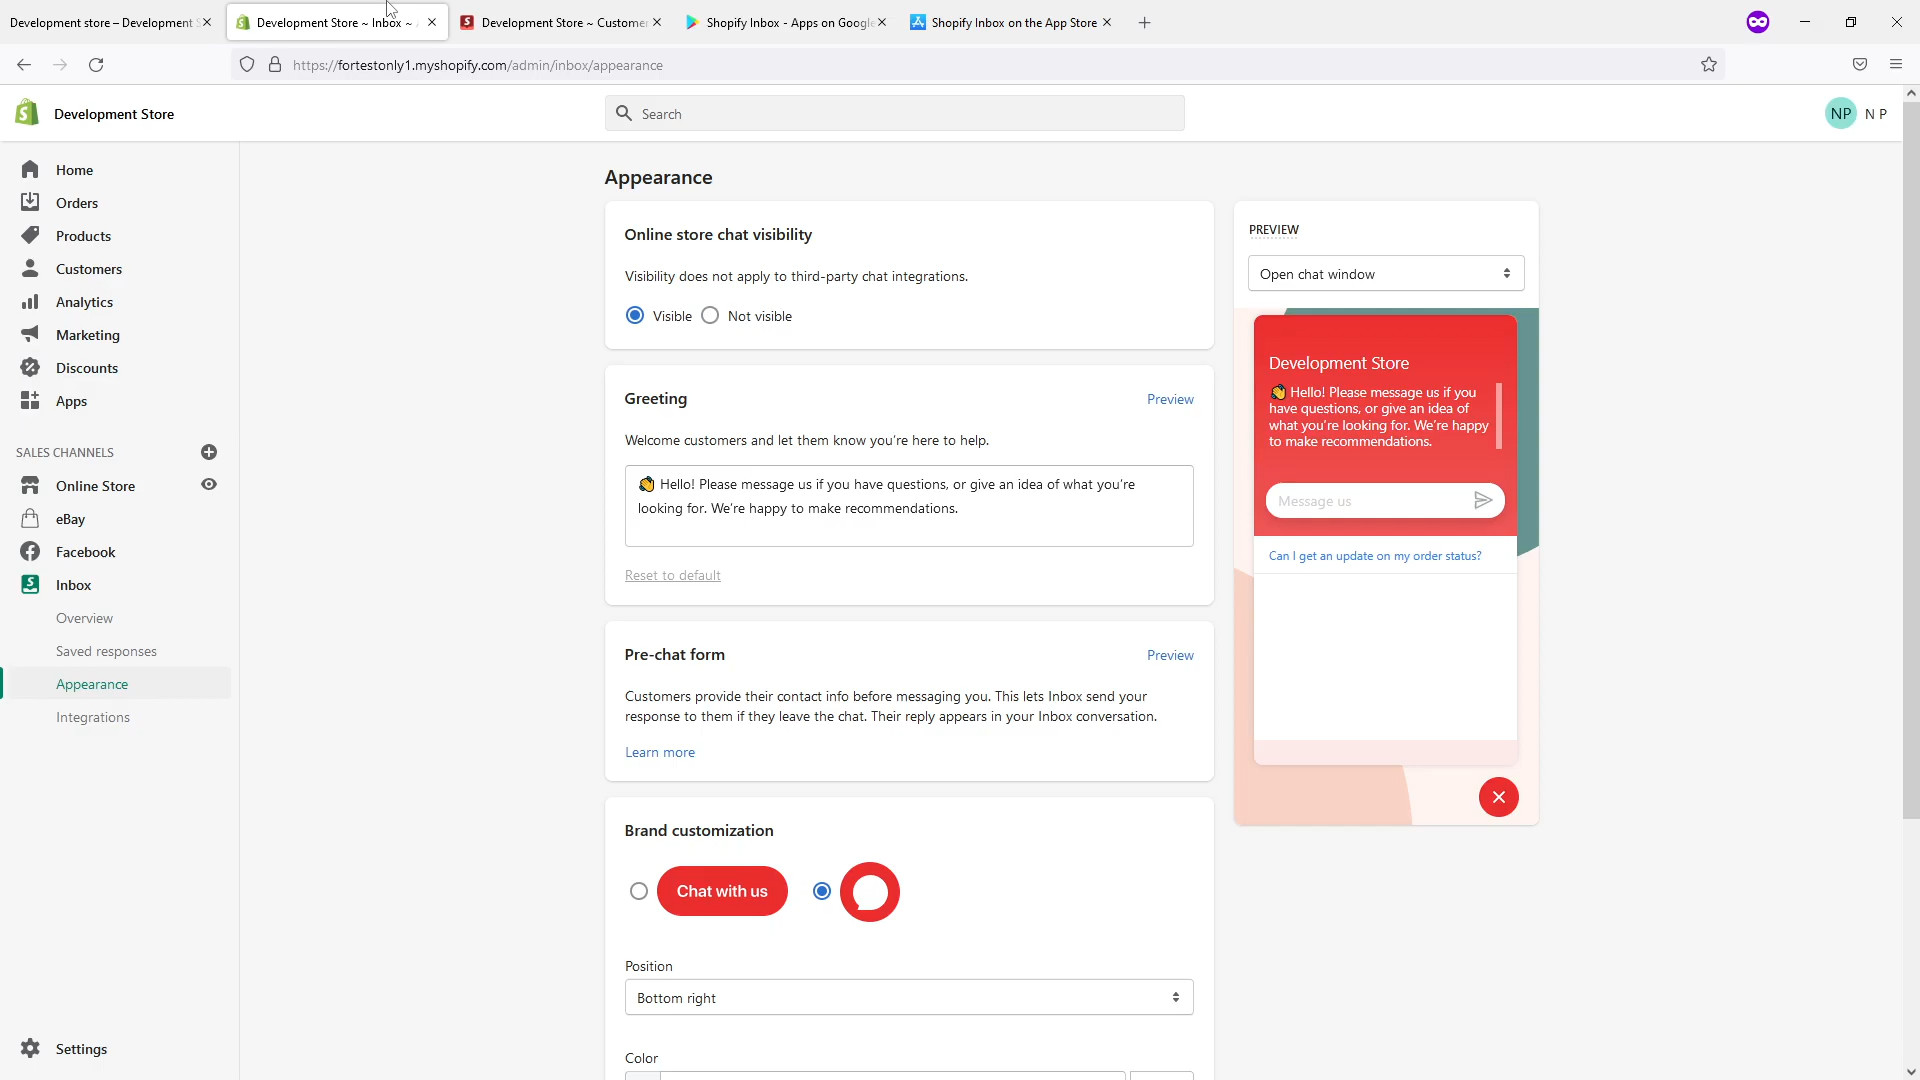 Development store – Development S
Development Store ~ Inbox ~ A
Development Store ~ Customer
Shopify Inbox - Apps on Google
Shopify Inbox on the App Store
https://fortestonly1.myshopify.com/admin/inbox/appearance
Development Store
Search
NP
N P
Home
Orders
Products
Customers
Analytics
Marketing
Discounts
Apps
SALES CHANNELS
Online Store
eBay
Facebook
Inbox
Overview
Saved responses
Appearance
Integrations
Settings
Appearance
Online store chat visibility
Visibility does not apply to third-party chat integrations.
Visible
Not visible
Greeting
Preview
Welcome customers and let them know you're here to help.
👋 Hello! Please message us if you have questions, or give an idea of what you're
looking for. We're happy to make recommendations.
Reset to default
Pre-chat form
Preview
Customers provide their contact info before messaging you. This lets Inbox send your
response to them if they leave the chat. Their reply appears in your Inbox conversation.
Learn more
Brand customization
Chat with us
Position
Bottom right
Color
PREVIEW
Open chat window
Development Store
👋 Hello! Please message us if you
have questions, or give an idea of
what you're looking for. We're happy
to make recommendations.
Message us
Can I get an update on my order status?